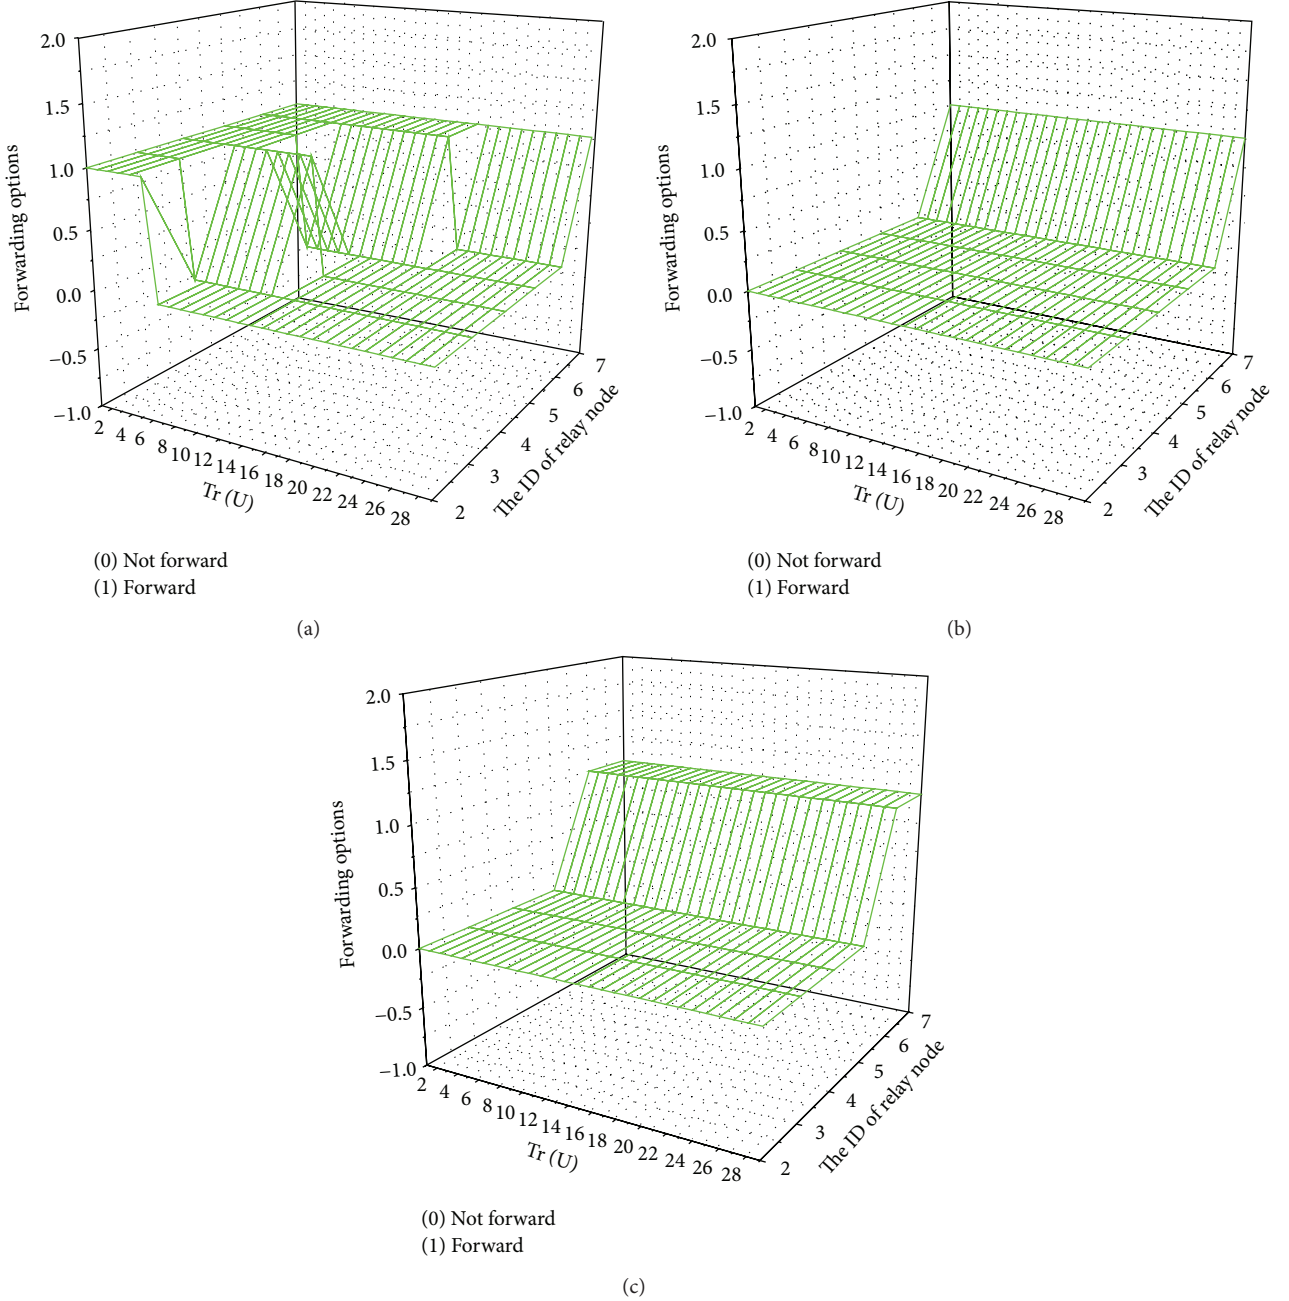 2.0
1.5
1.0
0.5
0.0
−0.5
−1.0
Forwarding options
2 4 6 8 10 12 14 16 18 20 22 24 26 28
Tr (U)
2 3 4 5 6 7
The ID of relay node
(0) Not forward
(1) Forward
(a)
2.0
1.5
1.0
0.5
0.0
−0.5
−1.0
Forwarding options
2 4 6 8 10 12 14 16 18 20 22 24 26 28
Tr (U)
2 3 4 5 6 7
The ID of relay node
(0) Not forward
(1) Forward
(b)
2.0
1.5
1.0
0.5
0.0
−0.5
−1.0
Forwarding options
2 4 6 8 10 12 14 16 18 20 22 24 26 28
Tr (U)
2 3 4 5 6 7
The ID of relay node
(0) Not forward
(1) Forward
(c)